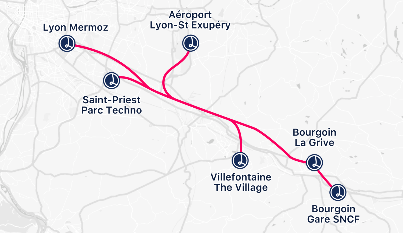 Aéroport
Lyon-St Exupéry
Lyon Mermoz
Saint-Priest
Parc Techno
Bourgoin
La Grive
Villefontaine
The Village
Bourgoin
Gare SNCF